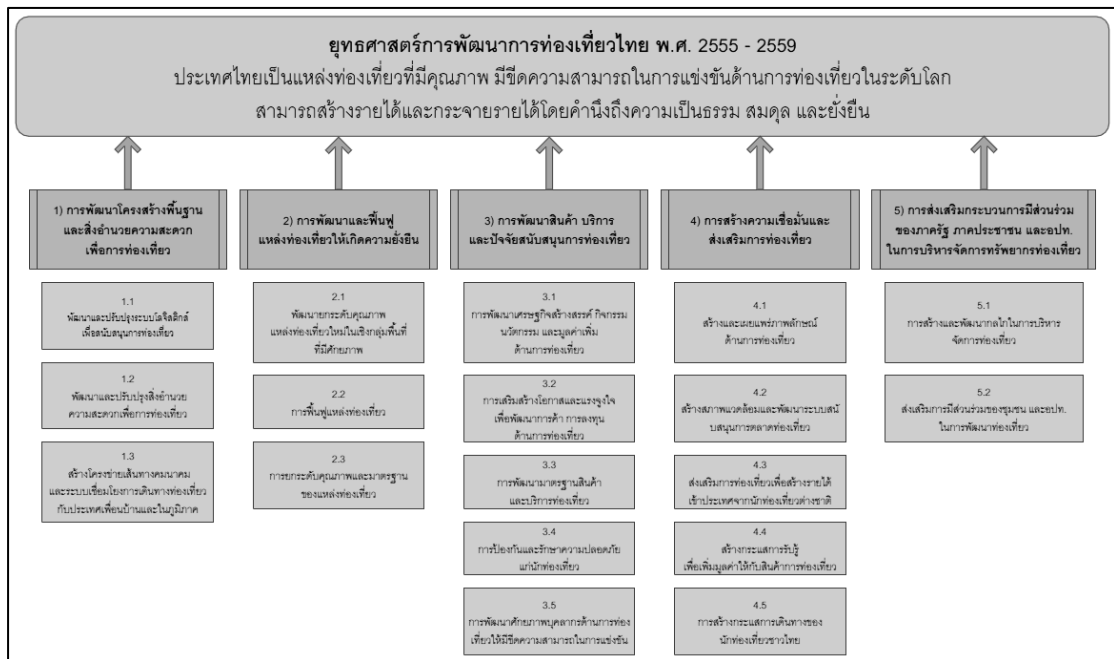 ยุทธศาสตร์การพัฒนาการท่องเที่ยวไทย พ.ศ. 2555 - 2559
ประเทศไทยเป็นแหล่งท่องเที่ยวที่มีคุณภาพ มีขีดความสามารถในการแข่งขันด้านการท่องเที่ยวในระดับโลก
สามารถสร้างรายได้และกระจายรายได้โดยคำนึงถึงความเป็นธรรม สมดุล และยั่งยืน
1) การพัฒนาโครงสร้างพื้นฐาน
และสิ่งอำนวยความสะดวก
เพื่อการท่องเที่ยว
1.1
พัฒนาและปรับปรุงระบบโลจิสติกส์
เพื่อสนับสนุนการท่องเที่ยว
1.2
พัฒนาและปรับปรุงสิ่งอำนวย
ความสะดวกเพื่อการท่องเที่ยว
1.3
สร้างโครงข่ายเส้นทางคมนาคม
และระบบเชื่อมโยงการเดินทางท่องเที่ยว
กับประเทศเพื่อนบ้านและในภูมิภาค
2) การพัฒนาและฟื้นฟู
แหล่งท่องเที่ยวให้เกิดความยั่งยืน
2.1
พัฒนายกระดับคุณภาพ
แหล่งท่องเที่ยวใหม่ในเชิงกลุ่มพื้นที่
ที่มีศักยภาพ
2.2
การฟื้นฟูแหล่งท่องเที่ยว
2.3
การยกระดับคุณภาพและมาตรฐาน
ของแหล่งท่องเที่ยว
3) การพัฒนาสินค้า บริการ
และปัจจัยสนับสนุนการท่องเที่ยว
3.1
การพัฒนาเศรษฐกิจสร้างสรรค์ กิจกรรม
นวัตกรรม และมูลค่าเพิ่ม
ด้านการท่องเที่ยว
3.2
การเสริมสร้างโอกาสและแรงจูงใจ
เพื่อพัฒนาการค้า การลงทุน
ด้านการท่องเที่ยว
3.3
การพัฒนามาตรฐานสินค้า
และบริการท่องเที่ยว
3.4
การป้องกันและรักษาความปลอดภัย
แก่นักท่องเที่ยว
3.5
การพัฒนาศักยภาพบุคลากรด้านการท่อง
เที่ยวให้มีขีดความสามารถในการแข่งขัน
4) การสร้างความเชื่อมั่นและ
ส่งเสริมการท่องเที่ยว
4.1
สร้างและเผยแพร่ภาพลักษณ์
ด้านการท่องเที่ยว
4.2
สร้างสภาพแวดล้อมและพัฒนาระบบสนั
บสนุนการตลาดท่องเที่ยว
4.3
ส่งเสริมการท่องเที่ยวเพื่อสร้างรายได้
เข้าประเทศจากนักท่องเที่ยวต่างชาติ
4.4
สร้างกระแสการรับรู้
เพื่อเพิ่มมูลค่าให้กับสินค้าการท่องเที่ยว
4.5
การสร้างกระแสการเดินทางของ
นักท่องเที่ยวชาวไทย
5) การส่งเสริมกระบวนการมีส่วนร่วม
ของภาครัฐ ภาคประชาชน และอปท.
ในการบริหารจัดการทรัพยากรท่องเที่ยว
5.1
การสร้างและพัฒนากลไกในการบริหาร
จัดการท่องเที่ยว
5.2
ส่งเสริมการมีส่วนร่วมของชุมชน และอปท.
ในการพัฒนาท่องเที่ยว